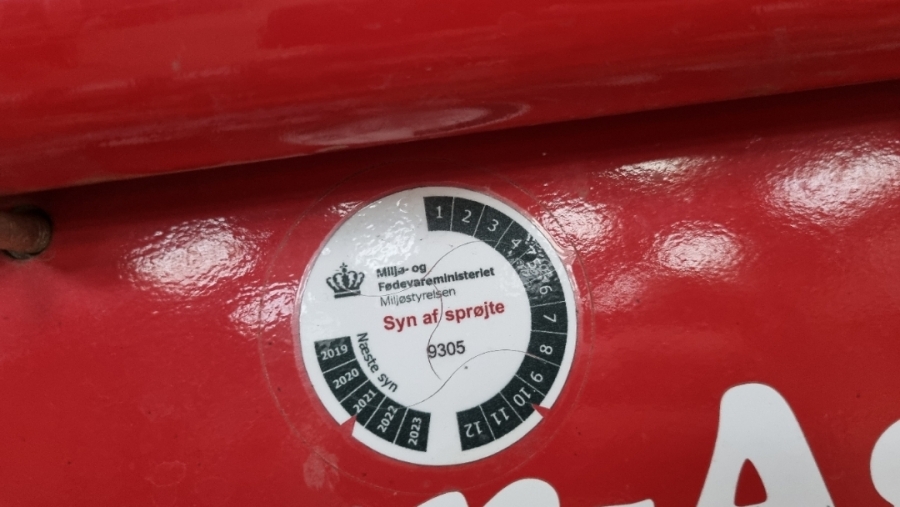 Miljø- og
Fødevareministeriet
Miljøstyrelsen
Syn af sprøjte
9305
Næste syn
2019
2020
2021
2022
2023
1 2 3 4 5 6 7 8 9 10 11 12